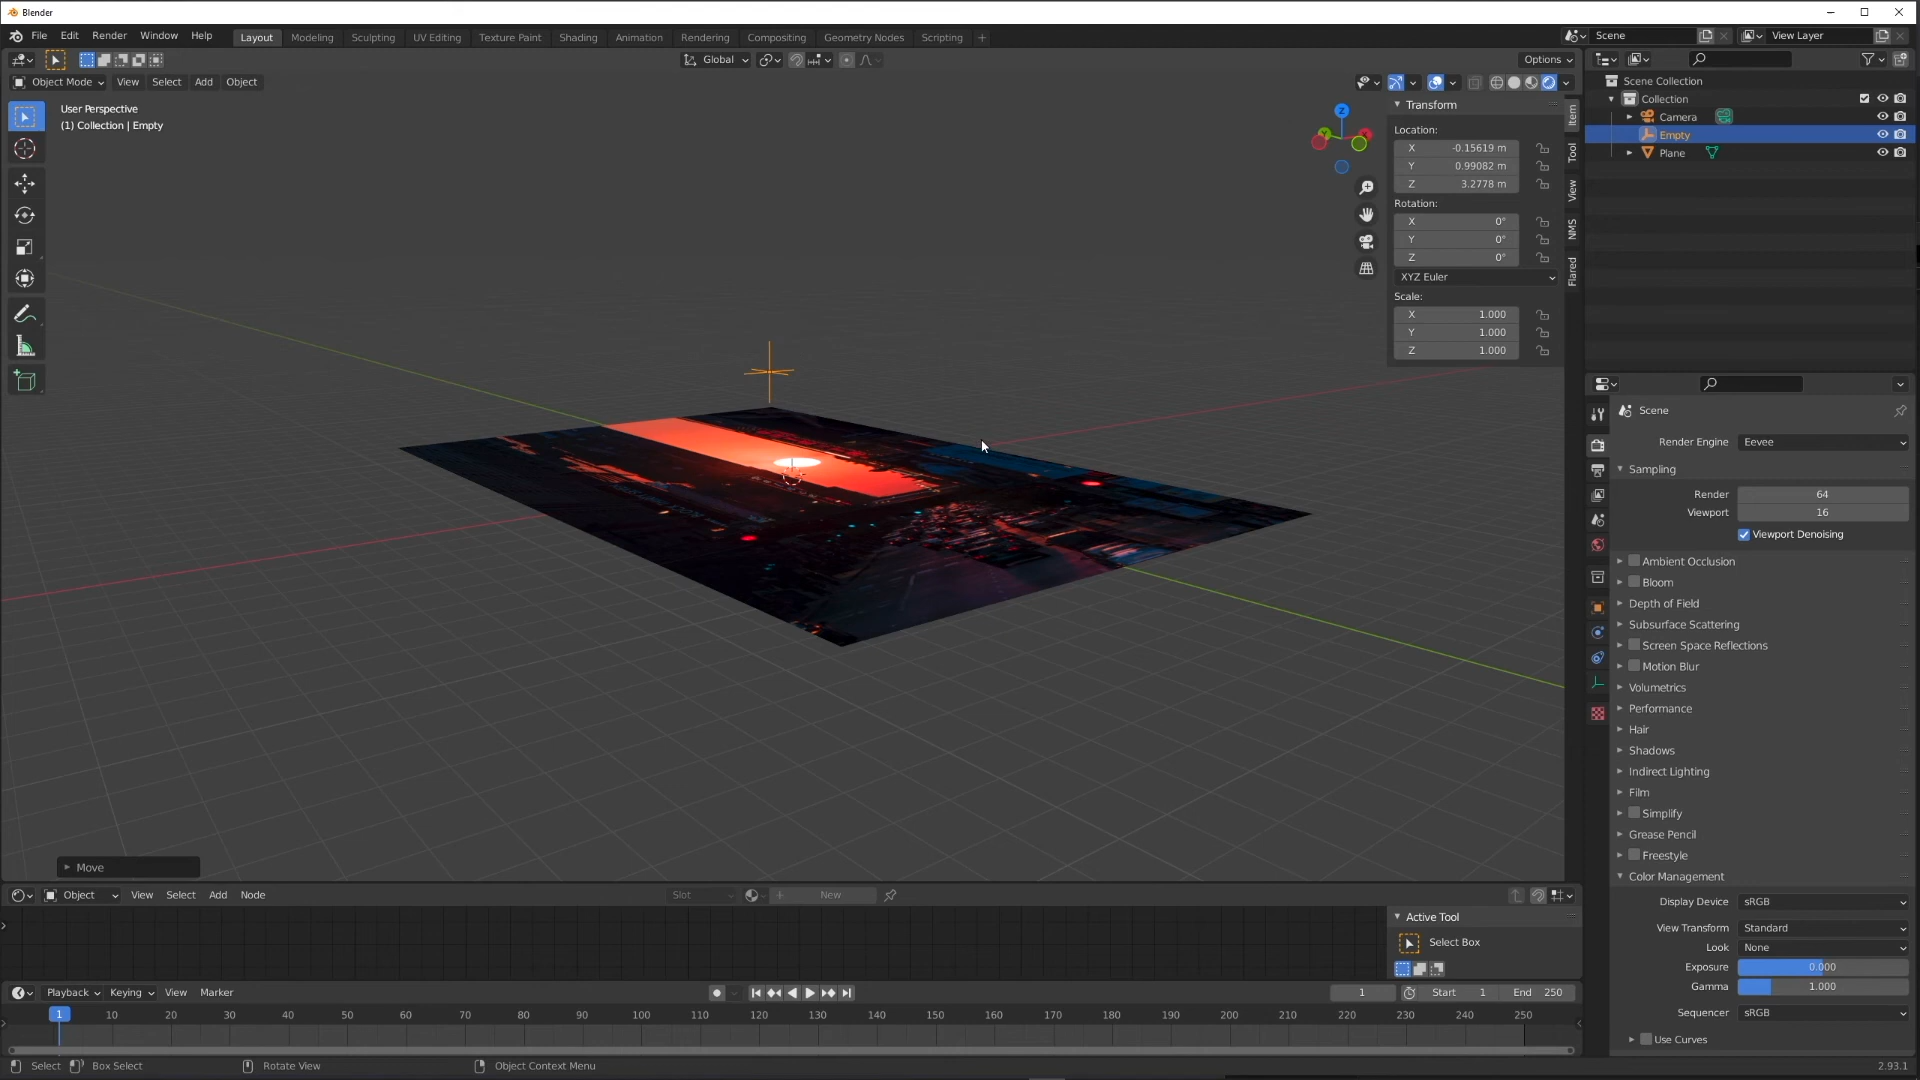 Blender
File Edit Render Window Help Layout Modeling Sculpting UV Editing Texture Paint Shading Animation Rendering Compositing Geometry Nodes Scripting + Scene View Layer
Global Options
Object Mode View Select Add Object
User Perspective
(1) Collection | Empty
Z
Transform
Location:
X -0.15619 m
Y 0.99082 m
Z 3.2778 m
Rotation:
X 0°
Y 0°
Z 0°
XYZ Euler
Scale:
X 1.000
Y 1.000
Z 1.000
Item
Tool
View
NMS
Flared
Scene Collection
Collection
Camera
Empty
Plane
Scene
Render Engine Eevee
Sampling
Render 64
Viewport 16
Viewport Denoising
Ambient Occlusion
Bloom
Depth of Field
Subsurface Scattering
Screen Space Reflections
Motion Blur
Volumetrics
Performance
Hair
Shadows
Indirect Lighting
Film
Simplify
Grease Pencil
Freestyle
Color Management
Display Device sRGB
View Transform Standard
Look None
Exposure 0.000
Gamma 1.000
Sequencer sRGB
Use Curves
Move
Object View Select Add Node Slot New
Active Tool
Select Box
Playback Keying View Marker 1 Start 1 End 250
1 10 20 30 40 50 60 70 80 90 100 110 120 130 140 150 160 170 180 190 200 210 220 230 240 250
Select Box Select Rotate View Object Context Menu 2.93.1